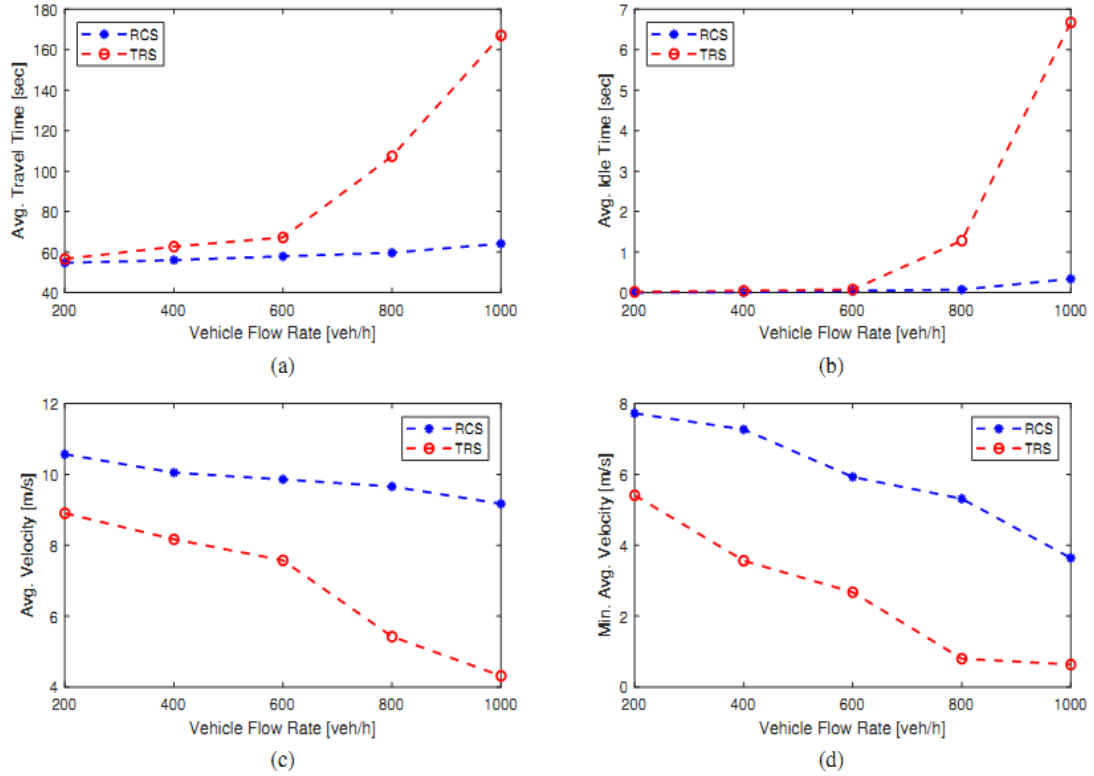 180
160
140
120
100
80
60
40
Avg. Travel Time [sec]
RCS
TRS
200 400 600 800 1000
Vehicle Flow Rate [veh/h]
(a)
7
6
5
4
3
2
1
0
Avg. Idle Time [sec]
RCS
TRS
200 400 600 800 1000
Vehicle Flow Rate [veh/h]
(b)
12
10
8
6
4
Avg. Velocity [m/s]
RCS
TRS
200 400 600 800 1000
Vehicle Flow Rate [veh/h]
(c)
8
6
4
2
0
Min. Avg. Velocity [m/s]
RCS
TRS
200 400 600 800 1000
Vehicle Flow Rate [veh/h]
(d)